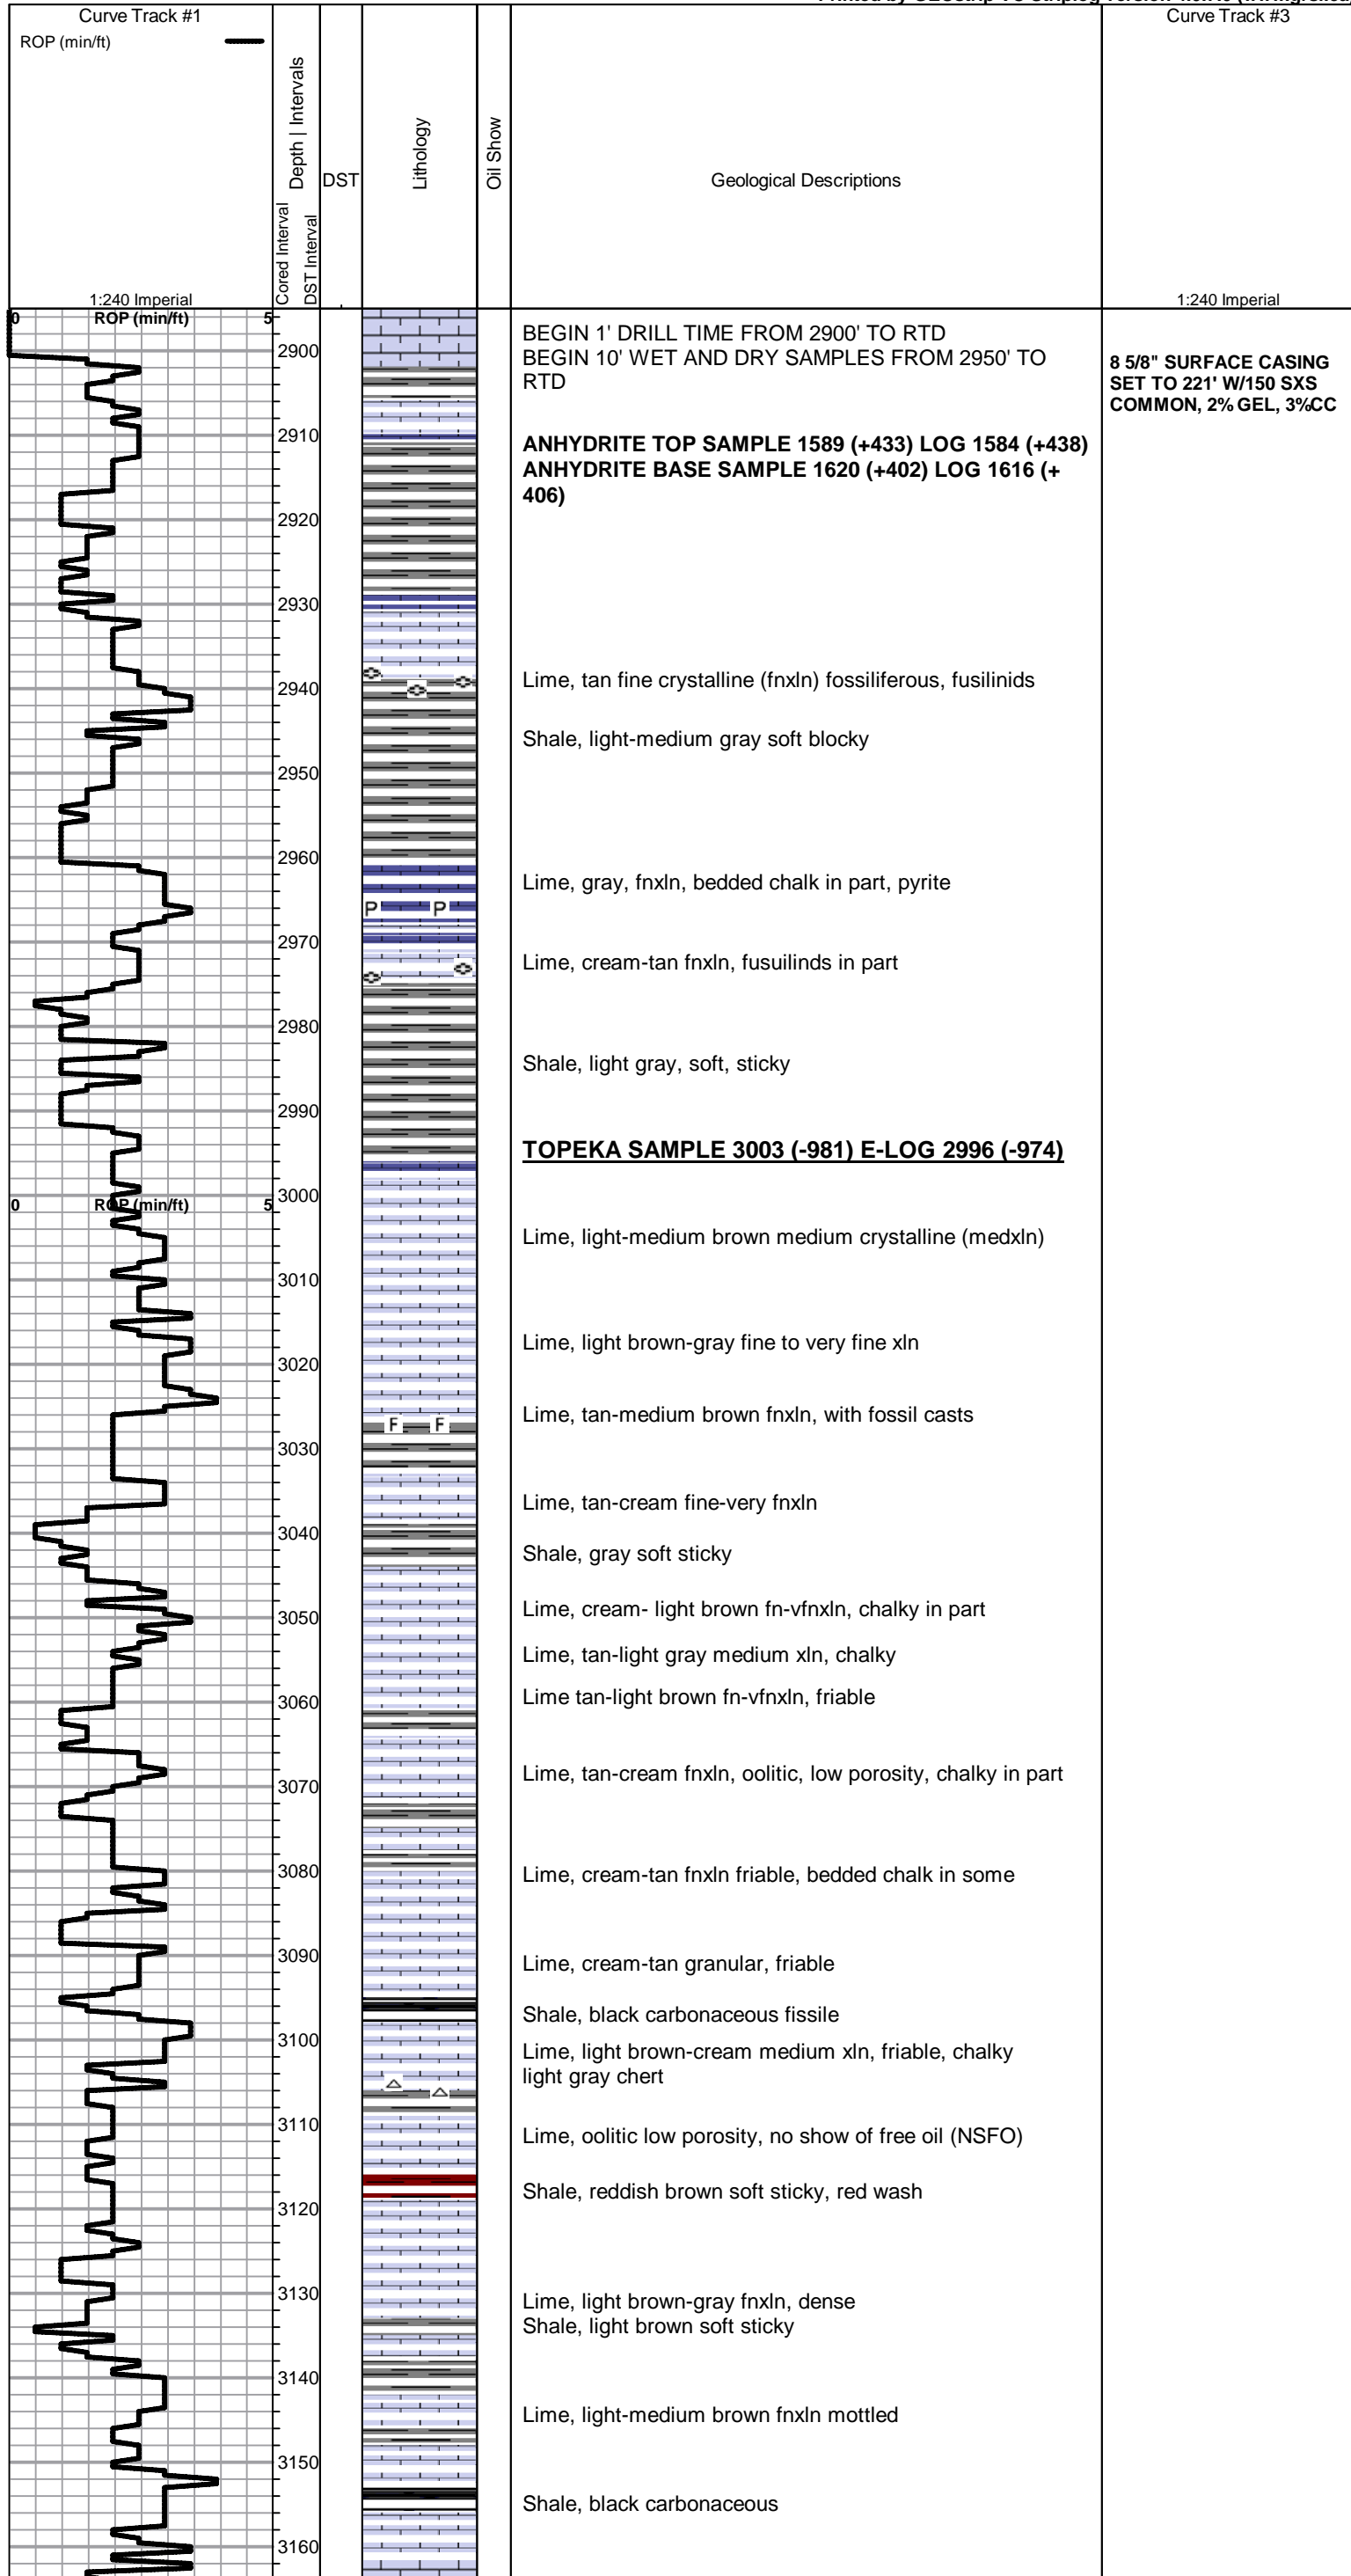 Curve Track #1
ROP (min/ft)
Depth | Intervals
Cored Interval
DST Interval
DST
Lithology
Oil Show
Geological Descriptions
Curve Track #3
1:240 Imperial
1:240 Imperial
0 ROP (min/ft) 5
2900
BEGIN 1' DRILL TIME FROM 2900' TO RTD
BEGIN 10' WET AND DRY SAMPLES FROM 2950' TO
RTD
8 5/8" SURFACE CASING
SET TO 221' W/150 SXS
COMMON, 2% GEL, 3%CC
2910
ANHYDRITE TOP SAMPLE 1589 (+433) LOG 1584 (+438)
ANHYDRITE BASE SAMPLE 1620 (+402) LOG 1616 (+
406)
2920
2930
2940
Lime, tan fine crystalline (fnxln) fossiliferous, fusilinids
Shale, light-medium gray soft blocky
2950
2960
Lime, gray, fnxln, bedded chalk in part, pyrite
P P
2970
Lime, cream-tan fnxln, fusuilinds in part
2980
Shale, light gray, soft, sticky
2990
TOPEKA SAMPLE 3003 (-981) E-LOG 2996 (-974)
3000
0 ROP (min/ft) 5
Lime, light-medium brown medium crystalline (medxln)
3010
Lime, light brown-gray fine to very fine xln
3020
Lime, tan-medium brown fnxln, with fossil casts
F F
3030
Lime, tan-cream fine-very fnxln
3040
Shale, gray soft sticky
Lime, cream- light brown fn-vfnxln, chalky in part
3050
Lime, tan-light gray medium xln, chalky
Lime tan-light brown fn-vfnxln, friable
3060
Lime, tan-cream fnxln, oolitic, low porosity, chalky in part
3070
3080
Lime, cream-tan fnxln friable, bedded chalk in some
3090
Lime, cream-tan granular, friable
Shale, black carbonaceous fissile
3100
Lime, light brown-cream medium xln, friable, chalky
light gray chert
3110
Lime, oolitic low porosity, no show of free oil (NSFO)
Shale, reddish brown soft sticky, red wash
3120
3130
Lime, light brown-gray fnxln, dense
Shale, light brown soft sticky
3140
Lime, light-medium brown fnxln mottled
3150
Shale, black carbonaceous
3160